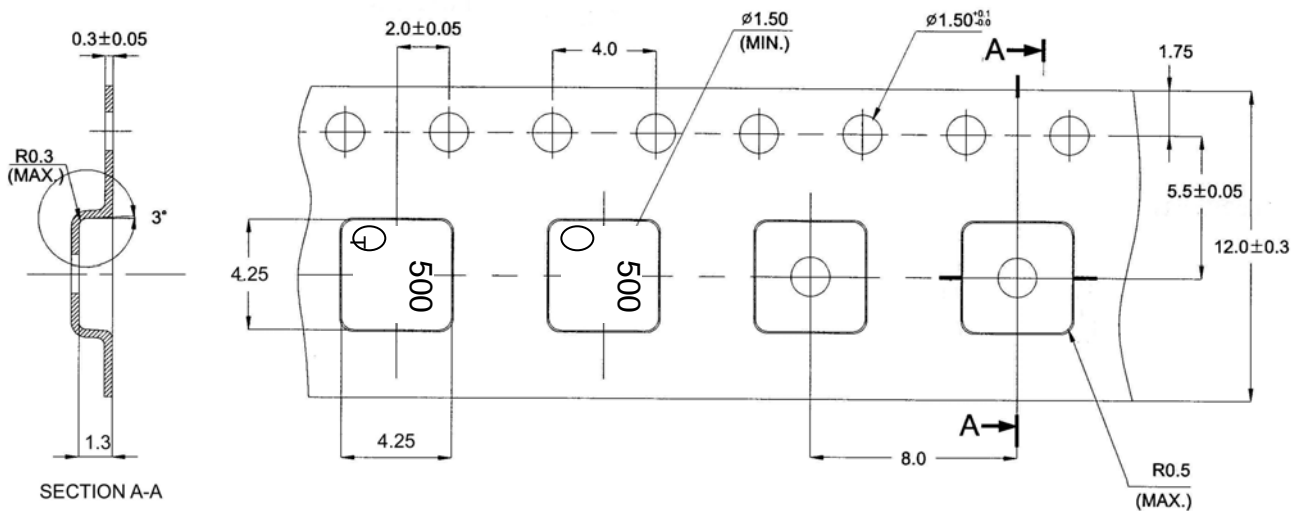 0.3±0.05
2.0±0.05
4.0
ø1.50
(MIN.)
ø1.50 +0.1 -0.0
A
1.75
R0.3
(MAX.)
3°
5.5±0.05
12.0±0.3
4.25
T
500
500
1.3
4.25
A
8.0
R0.5
(MAX.)
SECTION A-A